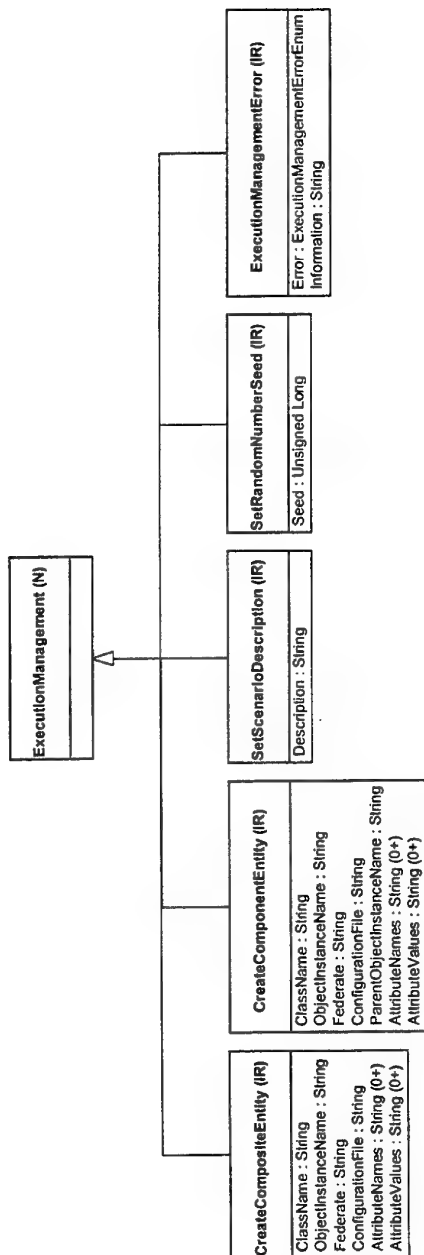 ExecutionManagement (N)
CreateCompositeEntity (IR)
ClassName : String
ObjectInstanceName : String
Federate : String
ConfigurationFile : String
AttributeNames : String (0+)
AttributeValues : String (0+)
CreateComponentEntity (IR)
ClassName : String
ObjectInstanceName : String
Federate : String
ConfigurationFile : String
ParentObjectInstanceName : String
AttributeNames : String (0+)
AttributeValues : String (0+)
SetScenarioDescription (IR)
Description : String
SetRandomNumberSeed (IR)
Seed : Unsigned Long
ExecutionManagementError (IR)
Error : ExecutionManagementErrorEnum
Information : String